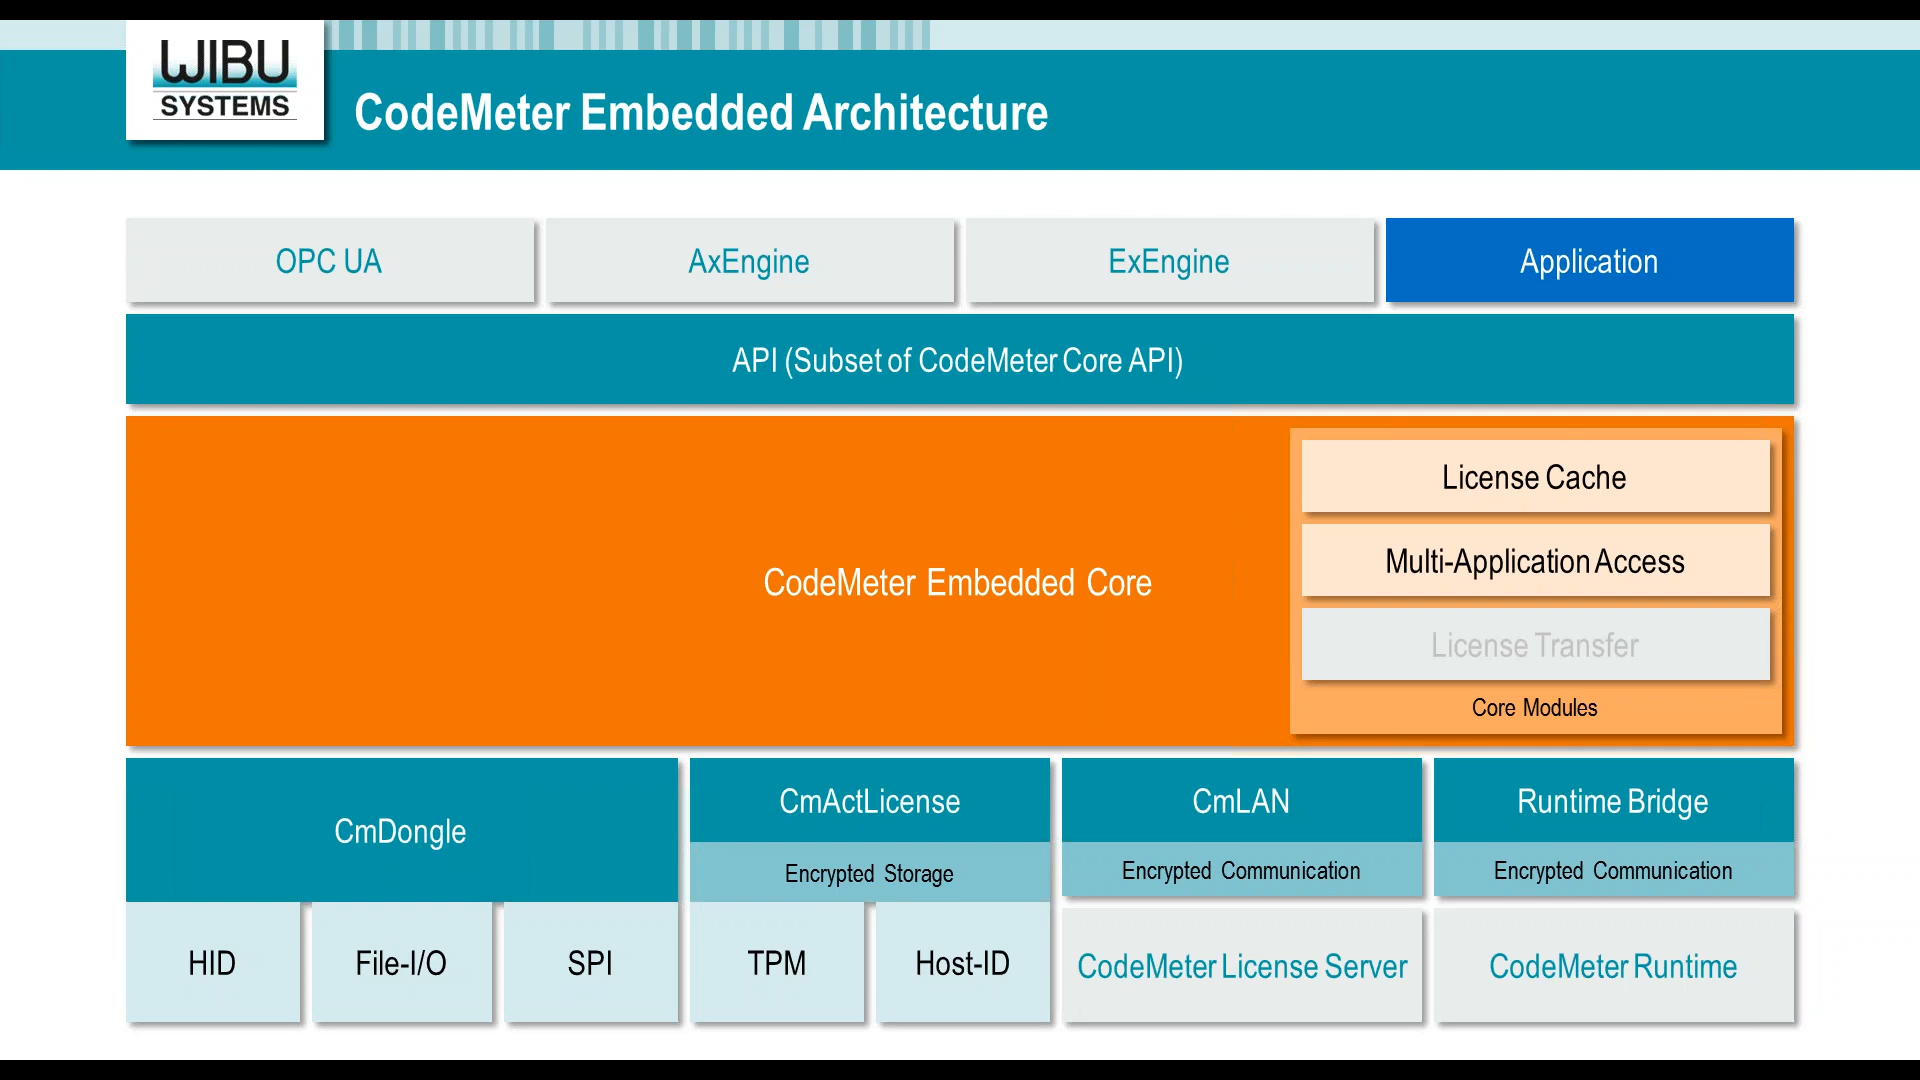 WIBU
SYSTEMS
CodeMeter Embedded Architecture
OPC UA
AxEngine
ExEngine
Application
API (Subset of CodeMeter Core API)
CodeMeter Embedded Core
License Cache
Multi-Application Access
License Transfer
Core Modules
CmDongle
CmActLicense
CmLAN
Runtime Bridge
Encrypted Storage
Encrypted Communication
Encrypted Communication
HID
File-I/O
SPI
TPM
Host-ID
CodeMeter License Server
CodeMeter Runtime